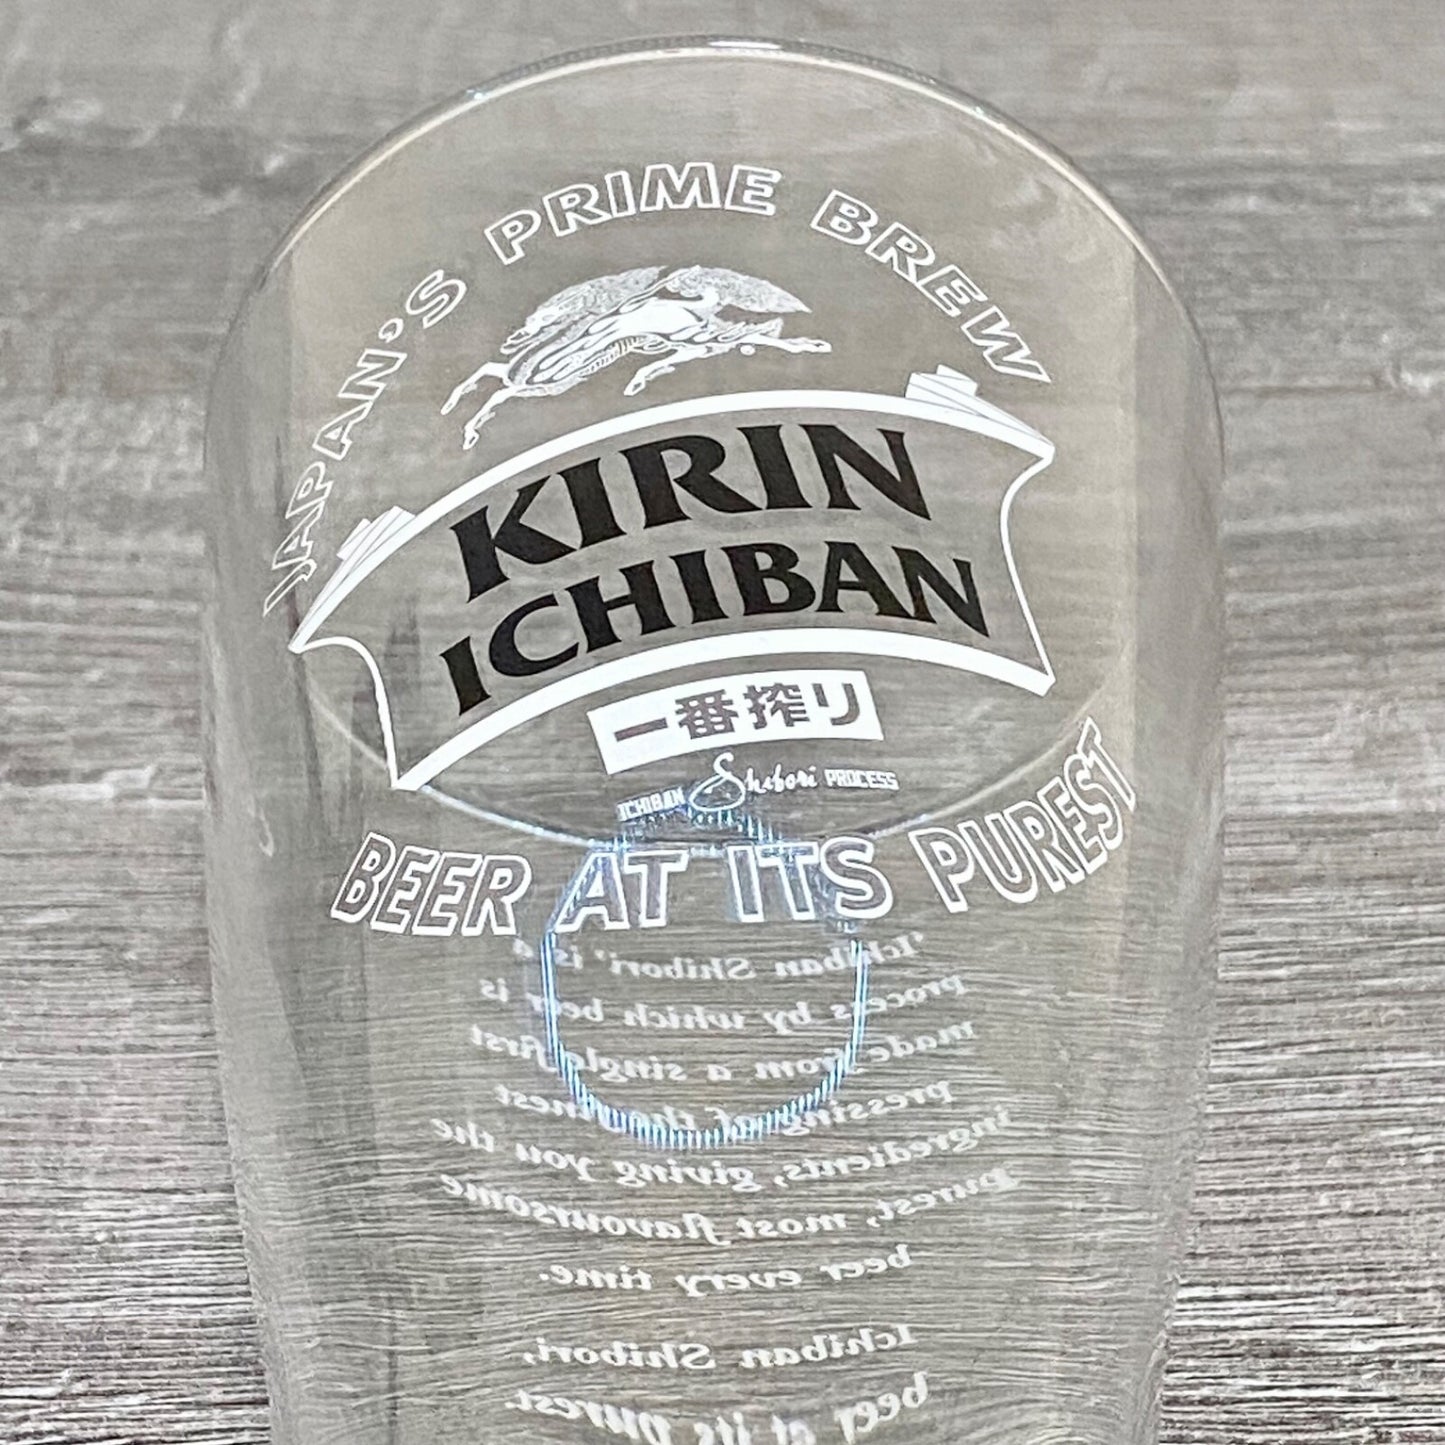 JAPAN'S PRIME BREW
KIRIN
ICHIBAN
一番搾り
ICHIBAN Shibori PROCESS
BEER AT ITS PUREST
'Ichiban Shibori' is a
process by which beer is
made from a single first
pressing of the finest
ingredients, giving you the
purest, most flavoursome
beer every time.
Ichiban Shibori,
beer at its purest.